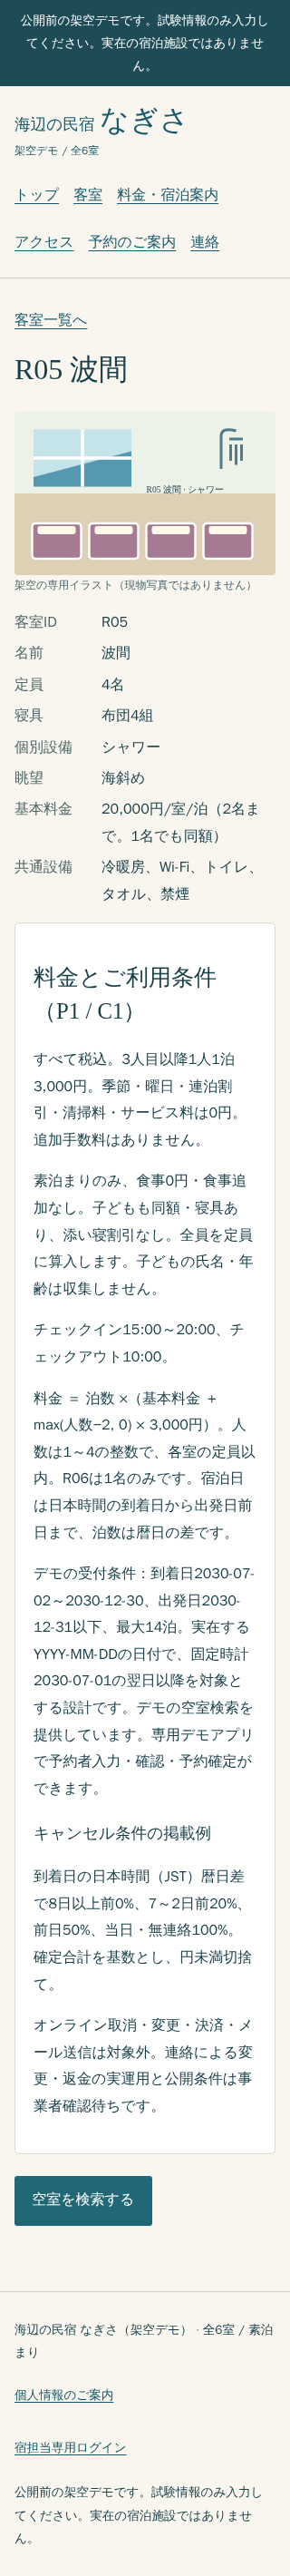 公開前の架空デモです。試験情報のみ入力し
てください。実在の宿泊施設ではありませ
ん。
海辺の民宿 なぎさ
架空デモ / 全6室
トップ 客室 料金・宿泊案内
アクセス 予約のご案内 連絡
客室一覧へ
R05 波間
R05 波間 · シャワー
架空の専用イラスト（現物写真ではありません）
客室ID R05
名前 波間
定員 4名
寝具 布団4組
個別設備 シャワー
眺望 海斜め
基本料金 20,000円/室/泊（2名ま
で。1名でも同額）
共通設備 冷暖房、Wi-Fi、トイレ、
タオル、禁煙
料金とご利用条件
（P1 / C1）
すべて税込。3人目以降1人1泊
3,000円。季節・曜日・連泊割
引・清掃料・サービス料は0円。
追加手数料はありません。
素泊まりのみ、食事0円・食事追
加なし。子どもも同額・寝具あ
り、添い寝割引なし。全員を定員
に算入します。子どもの氏名・年
齢は収集しません。
チェックイン15:00～20:00、チ
ェックアウト10:00。
料金 ＝ 泊数 ×（基本料金 ＋
max(人数−2, 0) × 3,000円）。人
数は1～4の整数で、各室の定員以
内。R06は1名のみです。宿泊日
は日本時間の到着日から出発日前
日まで、泊数は暦日の差です。
デモの受付条件：到着日2030-07-
02～2030-12-30、出発日2030-
12-31以下、最大14泊。実在する
YYYY-MM-DDの日付で、固定時計
2030-07-01の翌日以降を対象と
する設計です。デモの空室検索を
提供しています。専用デモアプリ
で予約者入力・確認・予約確定が
できます。
キャンセル条件の掲載例
到着日の日本時間（JST）暦日差
で8日以上前0%、7～2日前20%、
前日50%、当日・無連絡100%。
確定合計を基数とし、円未満切捨
て。
オンライン取消・変更・決済・メ
ール送信は対象外。連絡による変
更・返金の実運用と公開条件は事
業者確認待ちです。
空室を検索する
海辺の民宿 なぎさ（架空デモ） · 全6室 / 素泊
まり
個人情報のご案内
宿担当専用ログイン
公開前の架空デモです。試験情報のみ入力し
てください。実在の宿泊施設ではありませ
ん。